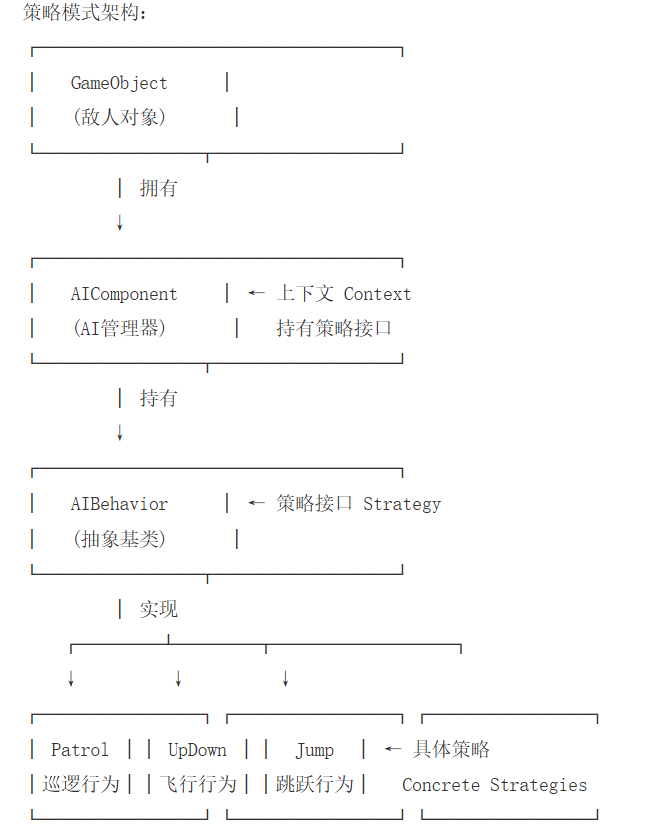 策略模式架构:
GameObject
(敌人对象)
拥有
AIComponent ← 上下文 Context
(AI管理器) 持有策略接口
持有
AIBehavior ← 策略接口 Strategy
(抽象基类)
实现
Patrol UpDown Jump ← 具体策略
巡逻行为 飞行行为 跳跃行为 Concrete Strategies